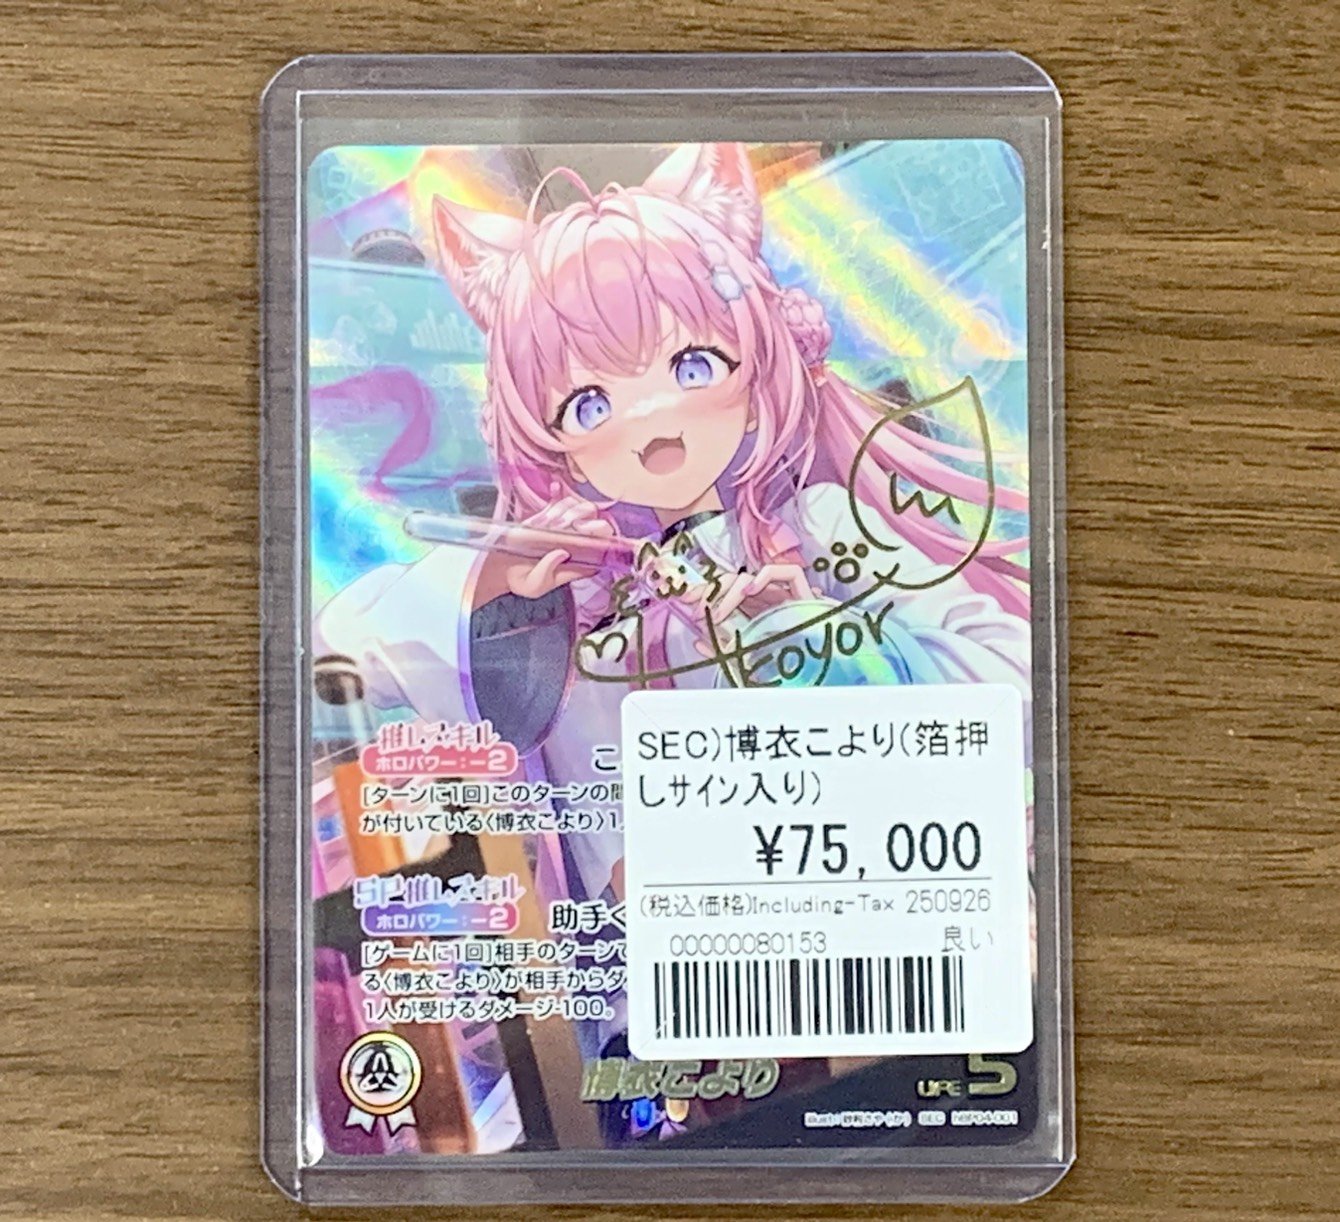 Koyori
推しスキル
ホロパワー：-2
こ
[ターンに1回]このターンの間
が付いている〈博衣こより〉1
SP推しスキル
ホロパワー：-2
助手く
[ゲームに1回]相手のターンで
る〈博衣こより〉が相手からダ
1人が受けるダメージ-100。
SEC)博衣こより(箔押
しサイン入り)
¥75,000
(税込価格)Including-Tax 250926
00000080153 良い
博衣こより
LIFE 5
SEC hBP04-001